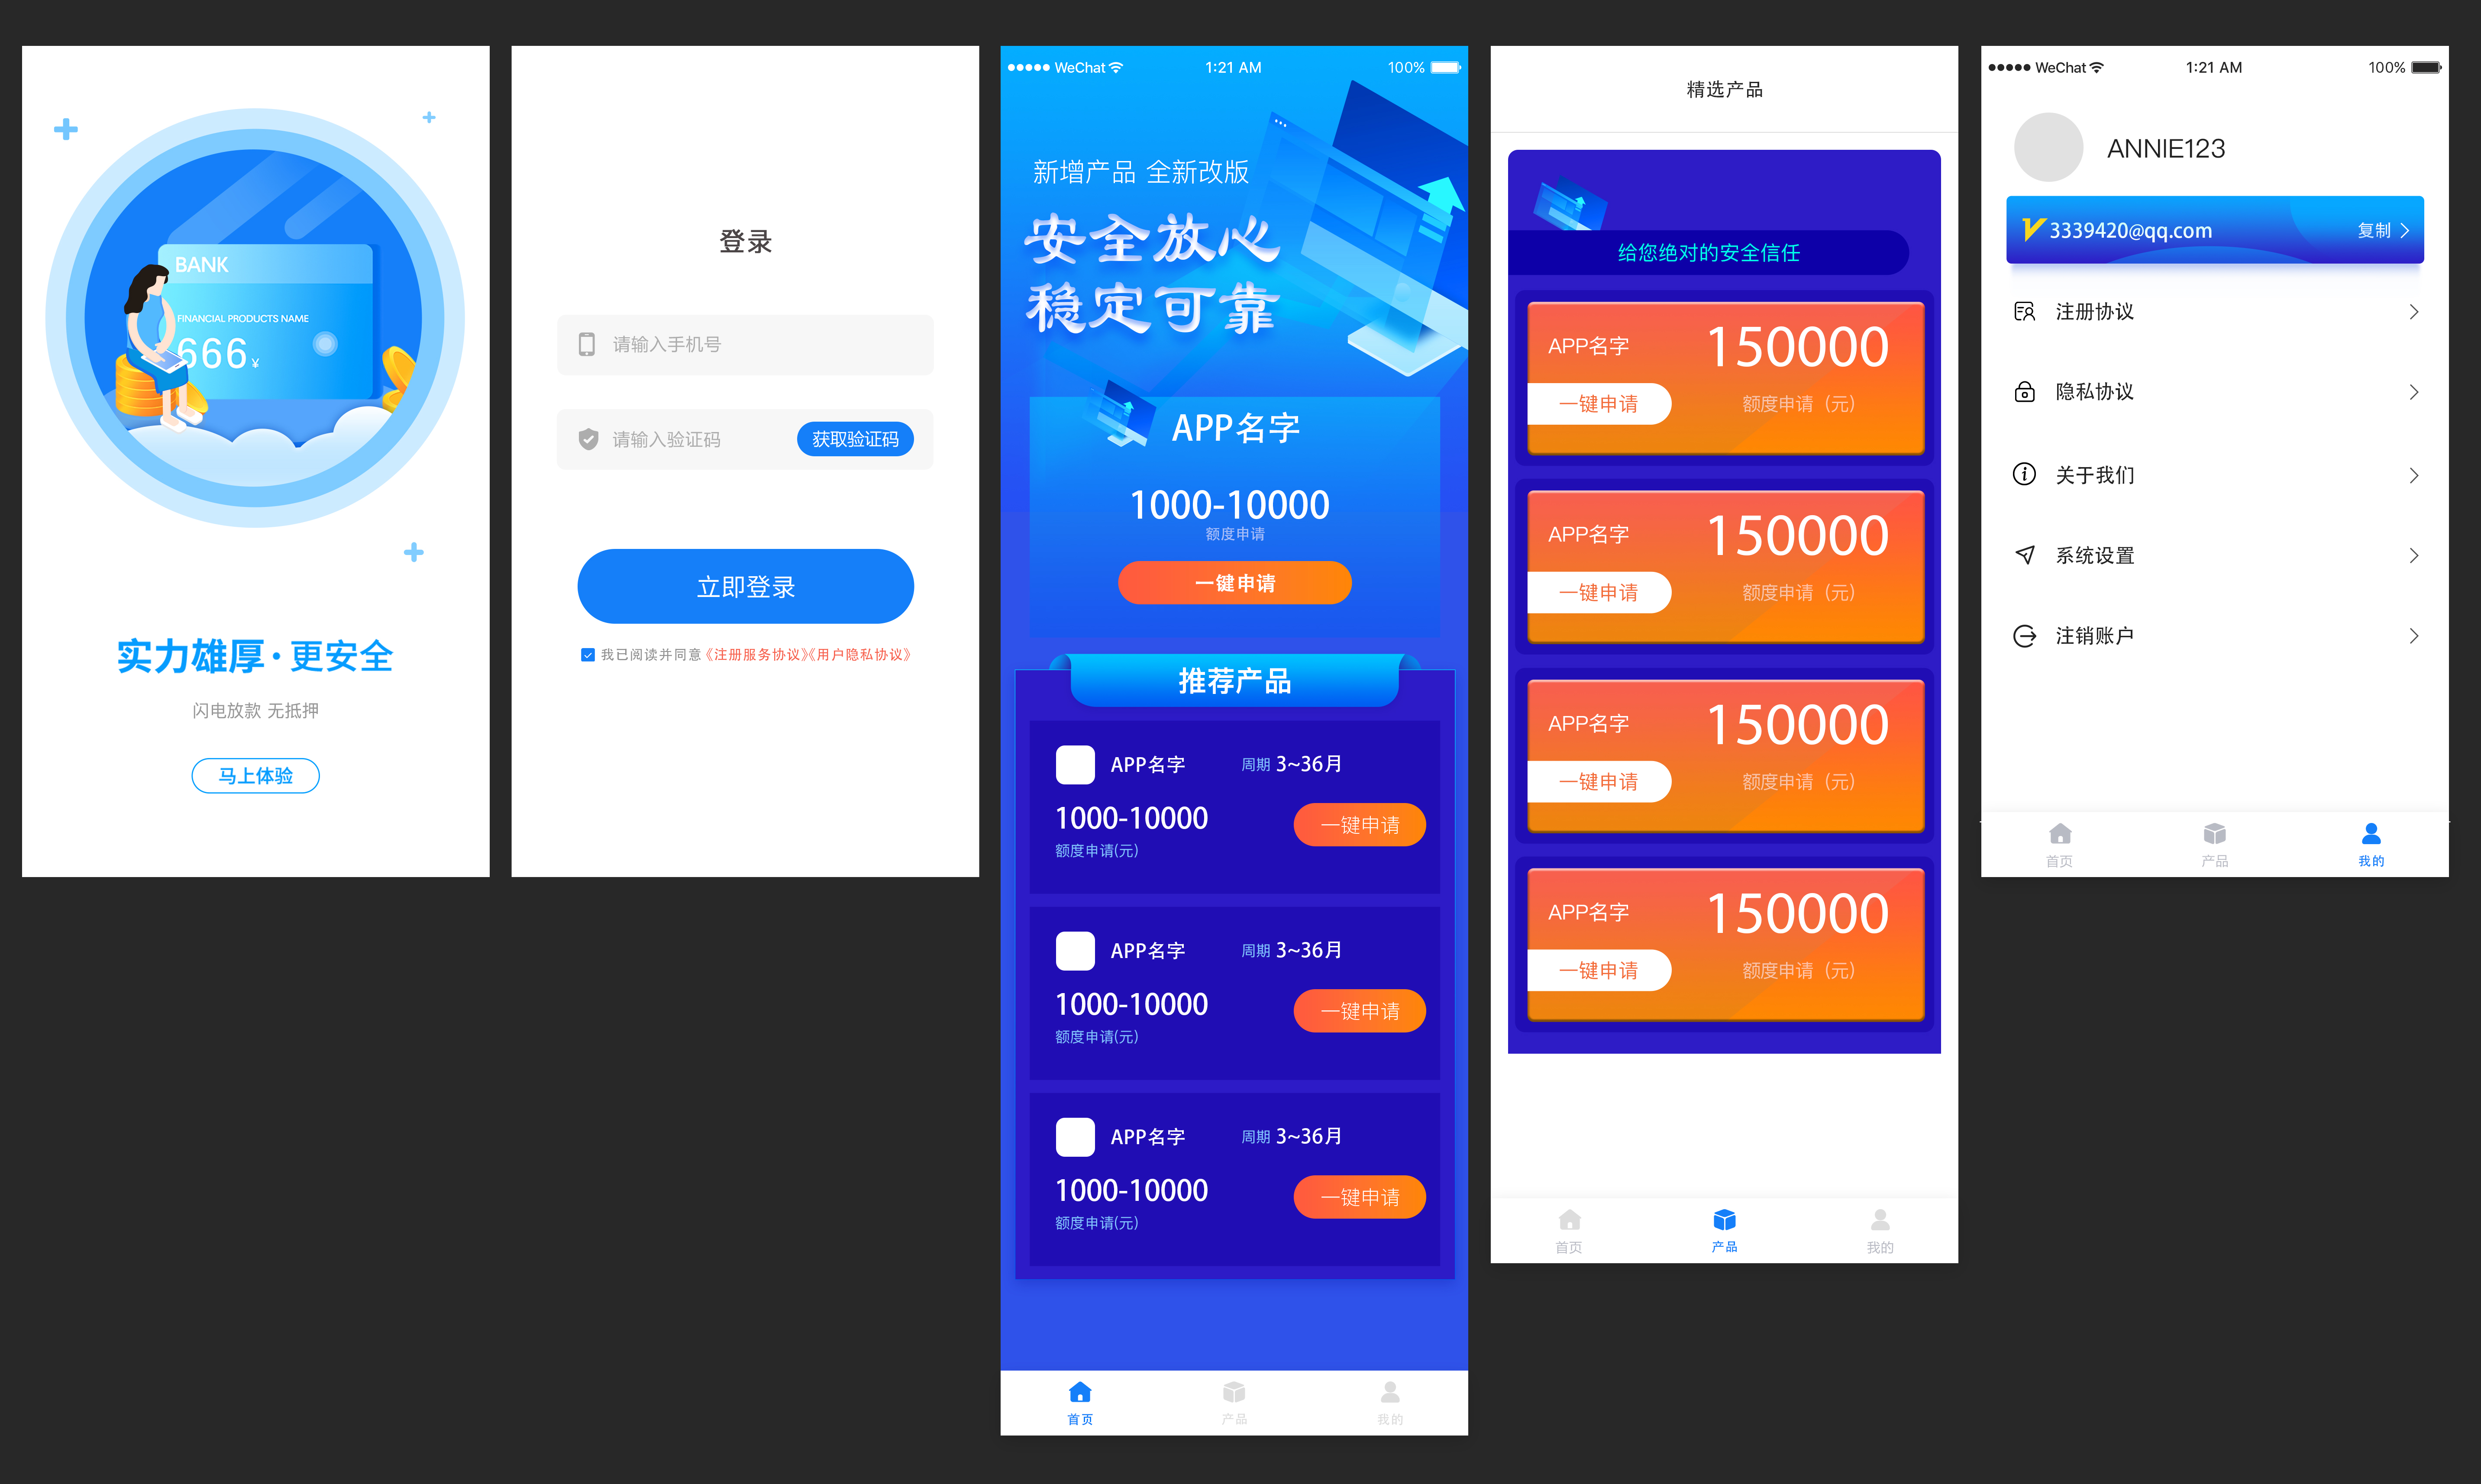 BANK
FINANCIAL PRODUCTS NAME
666¥
实力雄厚·更安全
闪电放款 无抵押
马上体验
登录
请输入手机号
请输入验证码
获取验证码
立即登录
我已阅读并同意《注册服务协议》《用户隐私协议》
WeChat 1:21 AM 100%
新增产品 全新改版
安全放心
稳定可靠
APP名字
1000-10000
额度申请
一键申请
推荐产品
APP名字 周期 3~36月
1000-10000
一键申请
额度申请(元)
APP名字 周期 3~36月
1000-10000
一键申请
额度申请(元)
APP名字 周期 3~36月
1000-10000
一键申请
额度申请(元)
首页 产品 我的
精选产品
给您绝对的安全信任
APP名字 150000
一键申请 额度申请（元）
APP名字 150000
一键申请 额度申请（元）
APP名字 150000
一键申请 额度申请（元）
APP名字 150000
一键申请 额度申请（元）
首页 产品 我的
WeChat 1:21 AM 100%
ANNIE123
V 3339420@qq.com 复制
注册协议
隐私协议
关于我们
系统设置
注销账户
首页 产品 我的